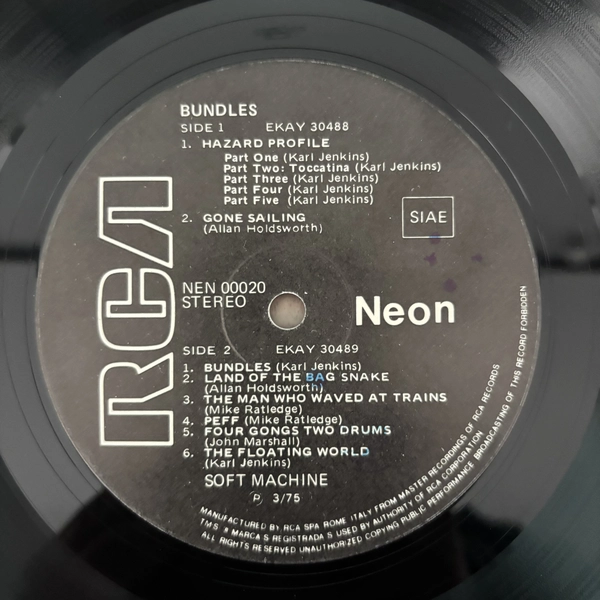 BUNDLES
SIDE 1 EKAY 30488
1. HAZARD PROFILE
Part One (Karl Jenkins)
Part Two: Toccatina (Karl Jenkins)
Part Three (Karl Jenkins)
Part Four (Karl Jenkins)
Part Five (Karl Jenkins)
2. GONE SAILING
(Allan Holdsworth)
SIAE
RCA
NEN 00020
STEREO
Neon
SIDE 2 EKAY 30489
1. BUNDLES (Karl Jenkins)
2. LAND OF THE BAG SNAKE
(Allan Holdsworth)
3. THE MAN WHO WAVED AT TRAINS
(Mike Ratledge)
4. PEFF (Mike Ratledge)
5. FOUR GONGS TWO DRUMS
(John Marshall)
6. THE FLOATING WORLD
(Karl Jenkins)
SOFT MACHINE
P 3/75
MANUFACTURED BY RCA SPA ROME ITALY FROM MASTER RECORDINGS OF RCA RECORDS
TMS ® MARCAS REGISTRADAS USED BY AUTHORITY OF RCA CORPORATION
ALL RIGHTS RESERVED UNAUTHORIZED COPYING PUBLIC PERFORMANCE BROADCASTING OF THIS RECORD FORBIDDEN